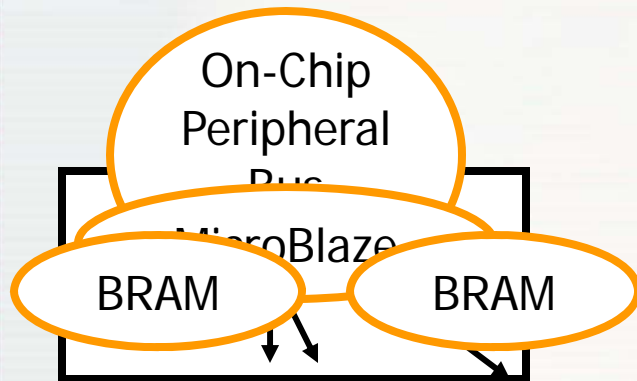 On-Chip
Peripheral
Bus
MicroBlaze
BRAM
BRAM